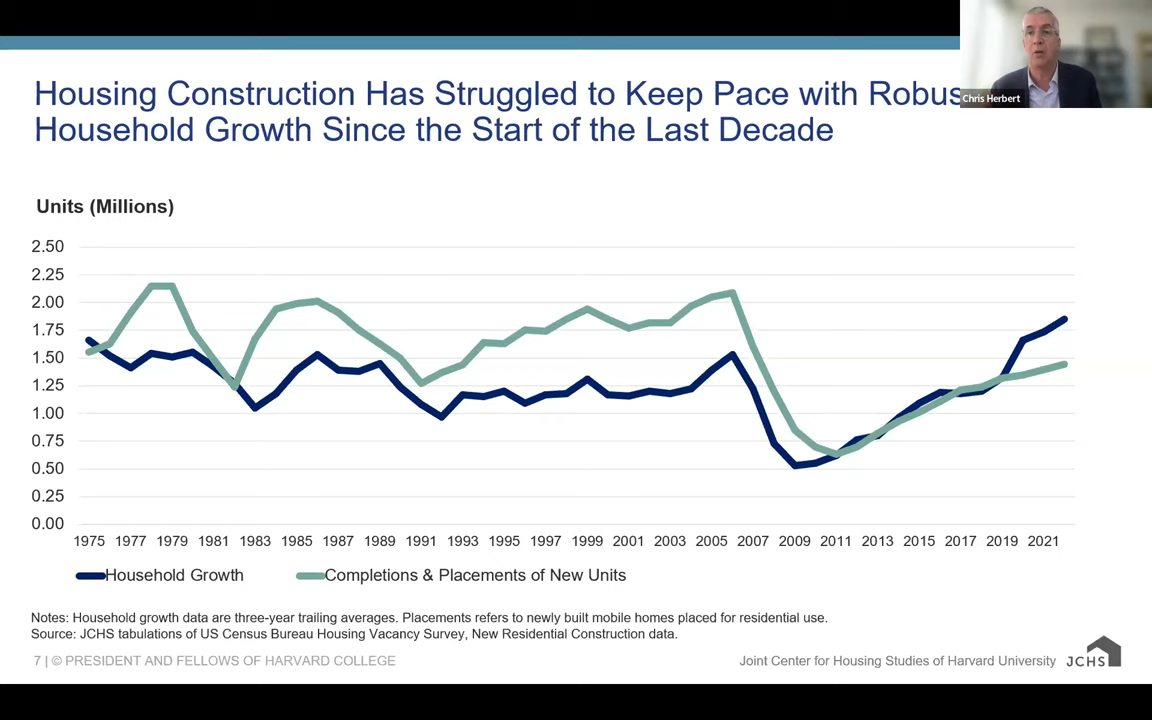 Housing Construction Has Struggled to Keep Pace with Robus
Household Growth Since the Start of the Last Decade
Chris Herbert
Units (Millions)
2.50
2.25
2.00
1.75
1.50
1.25
1.00
0.75
0.50
0.25
0.00
1975 1977 1979 1981 1983 1985 1987 1989 1991 1993 1995 1997 1999 2001 2003 2005 2007 2009 2011 2013 2015 2017 2019 2021
Household Growth Completions & Placements of New Units
Notes: Household growth data are three-year trailing averages. Placements refers to newly built mobile homes placed for residential use.
Source: JCHS tabulations of US Census Bureau Housing Vacancy Survey, New Residential Construction data.
7 | © PRESIDENT AND FELLOWS OF HARVARD COLLEGE
Joint Center for Housing Studies of Harvard University JCHS